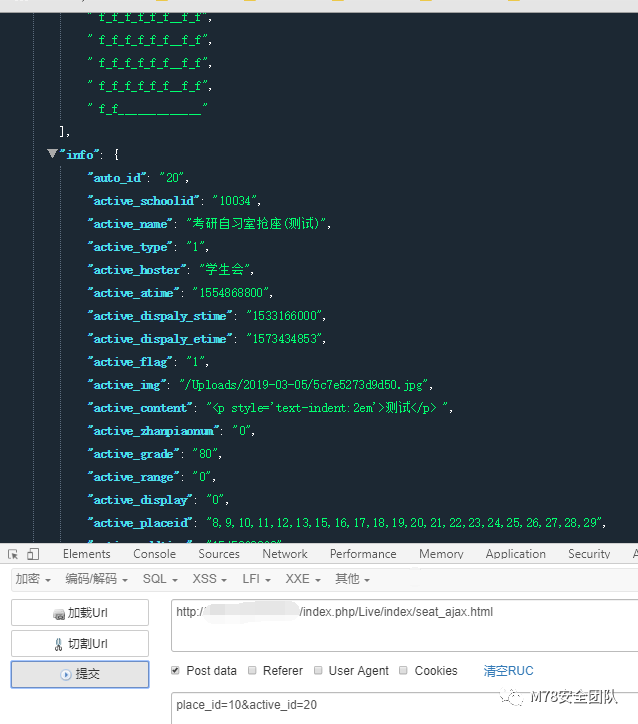 " f_f_f_f_f_f__f_f",
" f_f_f_f_f_f__f_f",
" f_f_f_f_f_f__f_f",
" f_f_f_f_f_f__f_f",
" f_f_____________"
],
"info": {
"auto_id": "20",
"active_schoolid": "10034",
"active_name": "考研自习室抢座(测试)",
"active_type": "1",
"active_hoster": "学生会",
"active_atime": "1554868800",
"active_dispaly_stime": "1533166000",
"active_dispaly_etime": "1573434853",
"active_flag": "1",
"active_img": "/Uploads/2019-03-05/5c7e5273d9d50.jpg",
"active_content": "<p style='text-indent:2em'>测试</p> ",
"active_zhanpiaonum": "0",
"active_grade": "80",
"active_range": "0",
"active_display": "0",
"active_placeid": "8,9,10,11,12,13,15,16,17,18,19,20,21,22,23,24,25,26,27,28,29",
Elements Console Sources Network Performance Memory Application Security
加密 编码/解码 SQL XSS LFI XXE 其他
加载Url http:/ /index.php/Live/index/seat_ajax.html
切割Url
提交 Post data Referer User Agent Cookies 清空RUC
place_id=10&active_id=20
M78安全团队